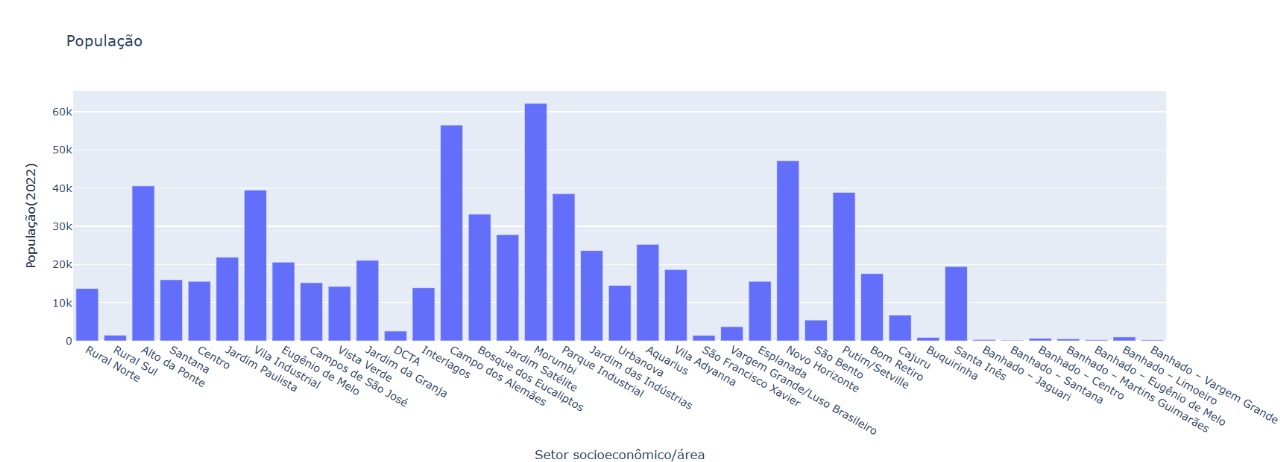 População
População(2022)
60k
50k
40k
30k
20k
10k
0
Rural Norte
Rural Sul
Alto da Ponte
Santana
Centro
Jardim Paulista
Vila Industrial
Eugênio de Melo
Campos de São José
Vista Verde
Jardim da Granja
DCTA
Interlagos
Campo dos Alemães
Bosque dos Eucaliptos
Jardim Satélite
Morumbi
Parque Industrial
Jardim das Indústrias
Urbanova
Aquarius
Vila Adyanna
São Francisco Xavier
Vargem Grande/Luso Brasileiro
Esplanada
Novo Horizonte
São Bento
Putim/Setville
Bom Retiro
Cajuru
Buquirinha
Santa Inês
Banhado – Jaguari
Banhado – Santana
Banhado – Centro
Banhado – Martins Guimarães
Banhado – Eugênio de Melo
Banhado – Limoeiro
Banhado – Vargem Grande
Setor socioeconômico/área